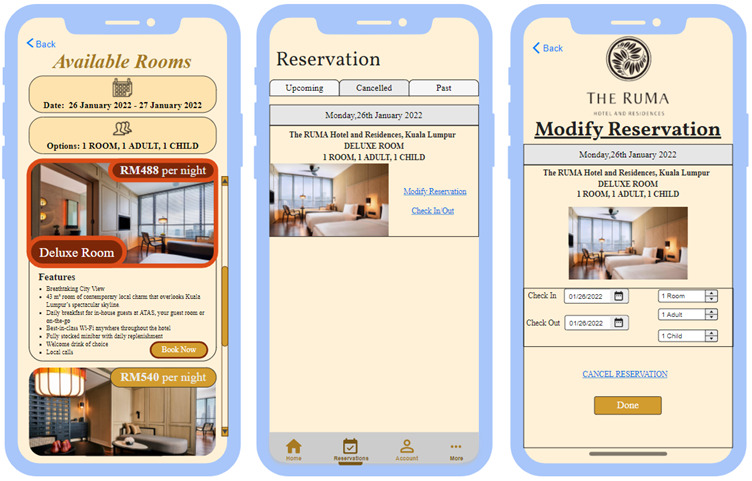 Back
Available Rooms
Date: 26 January 2022 - 27 January 2022
Options: 1 ROOM, 1 ADULT, 1 CHILD
RM488 per night
Deluxe Room
Features
Breathtaking City View
43 m² room of contemporary local charm that overlooks Kuala
Lumpur's spectacular skyline.
Daily breakfast for in-house guests at ATAS, your guest room or
on-the-go
Best-in-class Wi-Fi anywhere throughout the hotel
Fully stocked minibar with daily replenishment
Welcome drink of choice
Local calls
Book Now
RM540 per night
Reservation
Upcoming
Cancelled
Past
Monday,26th January 2022
The RUMA Hotel and Residences, Kuala Lumpur
DELUXE ROOM
1 ROOM, 1 ADULT, 1 CHILD
Modify Reservation
Check In/Out
Home
Reservations
Account
More
Back
THE RUMA
HOTEL AND RESIDENCES
Modify Reservation
Monday,26th January 2022
The RUMA Hotel and Residences, Kuala Lumpur
DELUXE ROOM
1 ROOM, 1 ADULT, 1 CHILD
Check In 01/26/2022 1 Room
1 Adult
Check Out 01/26/2022
1 Child
CANCEL RESERVATION
Done